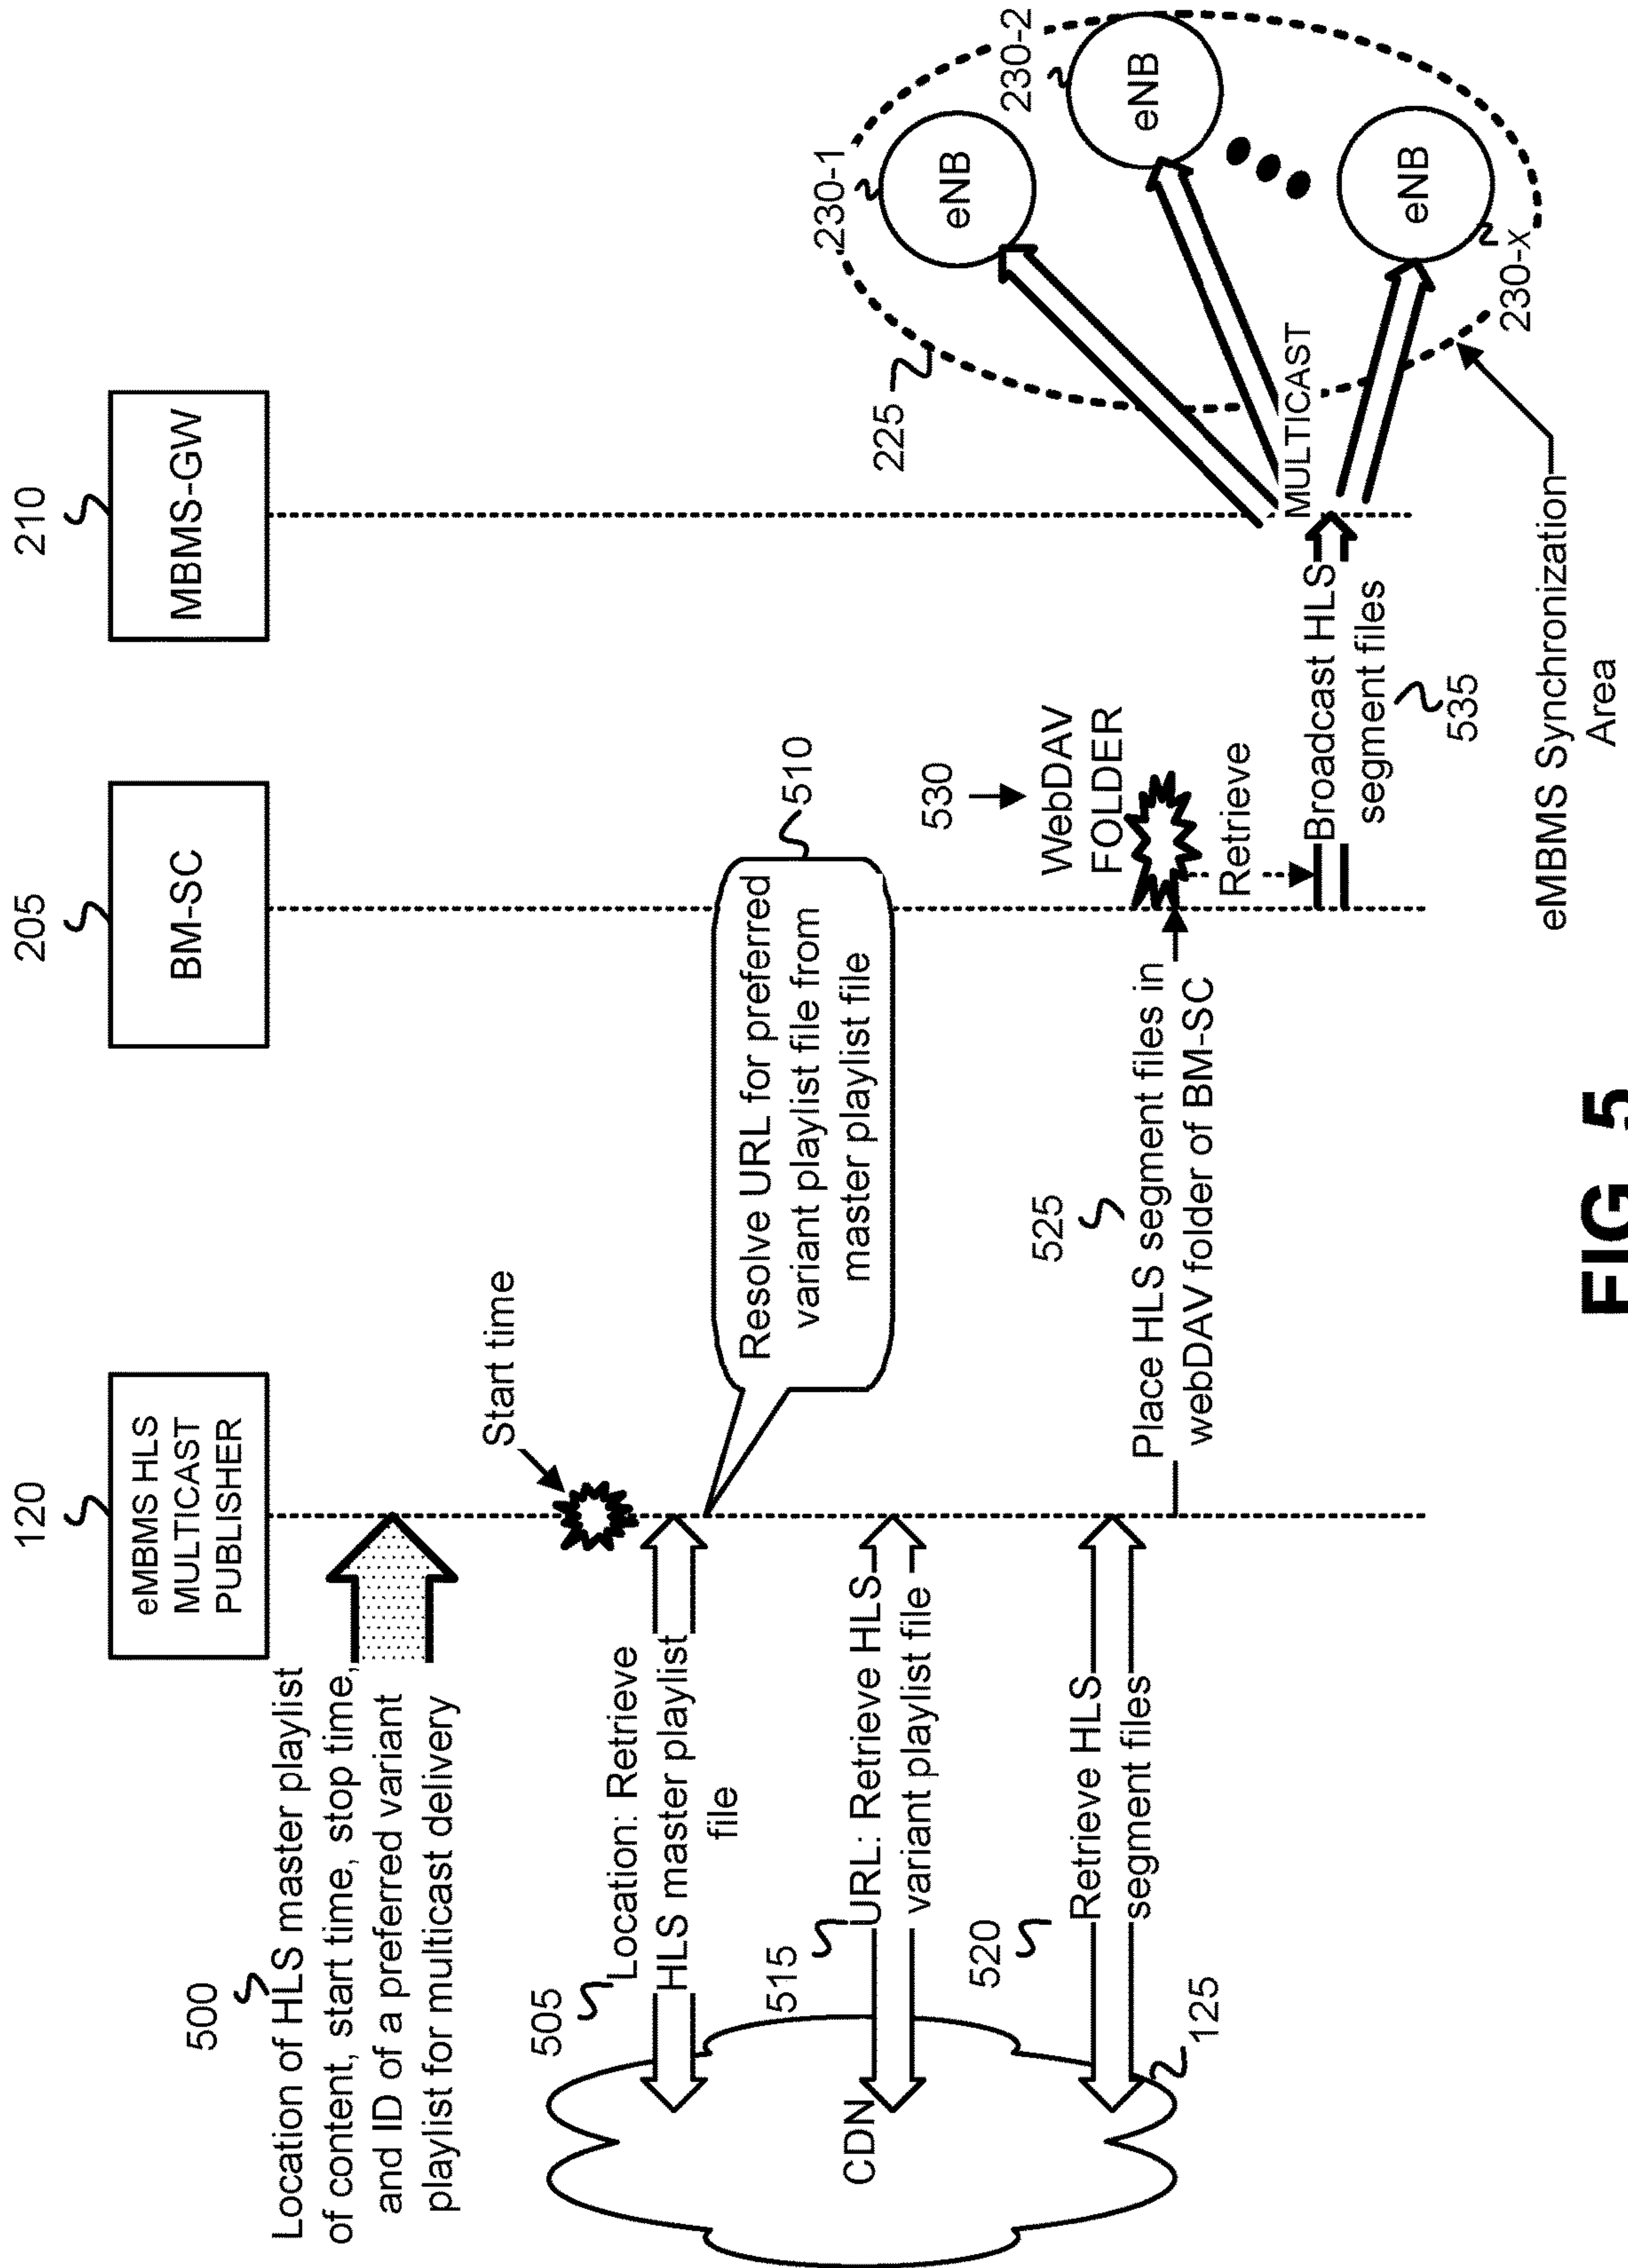 120
205
210
eMBMS HLS
MULTICAST
PUBLISHER
BM-SC
MBMS-GW
500
Location of HLS master playlist
of content, start time, stop time,
and ID of a preferred variant
playlist for multicast delivery
Start time
505
Location: Retrieve
HLS master playlist
file
510
Resolve URL for preferred
variant playlist file from
master playlist file
CDN
515
URL: Retrieve HLS
variant playlist file
520
Retrieve HLS
segment files
125
525
Place HLS segment files in
webDAV folder of BM-SC
530
WebDAV
FOLDER
Retrieve
Broadcast HLS
segment files
535
MULTICAST
225
230-1
eNB
230-2
eNB
eNB
230-x
eMBMS Synchronization
Area
FIG. 5